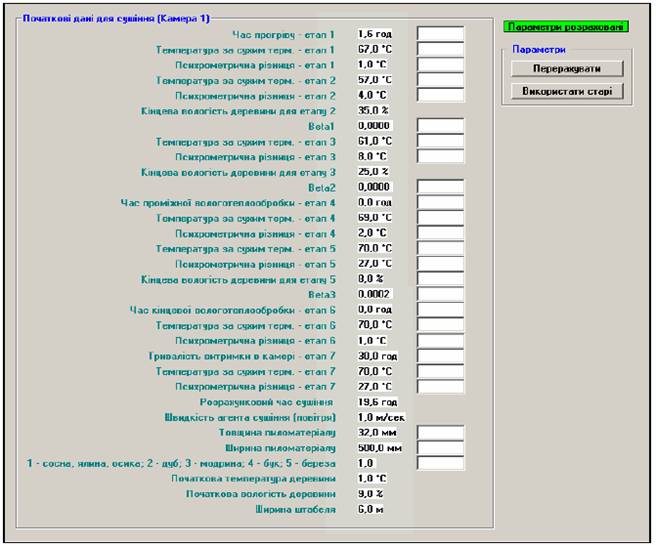 Початкові дані для сушіння (Камера 1)
Час прогріву - етап 1 1,6 год
Температура за сухим терм. - етап 1 67,0 °C
Психрометрична різниця - етап 1 1,0 °C
Температура за сухим терм. - етап 2 57,0 °C
Психрометрична різниця - етап 2 4,0 °C
Кінцева вологість деревини для етапу 2 35,0 %
Beta1 0,0000
Температура за сухим терм. - етап 3 61,0 °C
Психрометрична різниця - етап 3 8,0 °C
Кінцева вологість деревини для етапу 3 25,0 %
Beta2 0,0000
Час проміжної вологотеплообробки - етап 4 0,0 год
Температура за сухим терм. - етап 4 69,0 °C
Психрометрична різниця - етап 4 2,0 °C
Температура за сухим терм. - етап 5 70,0 °C
Психрометрична різниця - етап 5 27,0 °C
Кінцева вологість деревини для етапу 5 8,0 %
Beta3 0,0002
Час кінцевої вологотеплообробки - етап 6 0,0 год
Температура за сухим терм. - етап 6 70,0 °C
Психрометрична різниця - етап 6 1,0 °C
Тривалість витримки в камері - етап 7 30,0 год
Температура за сухим терм. - етап 7 70,0 °C
Психрометрична різниця - етап 7 27,0 °C
Розрахунковий час сушіння 19,6 год
Швидкість агента сушіння (повітря) 1,0 м/сек
Товщина пиломатеріалу 32,0 мм
Ширина пиломатеріалу 500,0 мм
1 - сосна, ялина, осика; 2 - дуб; 3 - модрина; 4 - бук; 5 - береза 1,0
Початкова температура деревини 1,0 °C
Початкова вологість деревини 9,0 %
Ширина штабеля 6,0 м
Параметри розраховані
Параметри
Перерахувати
Використати старі